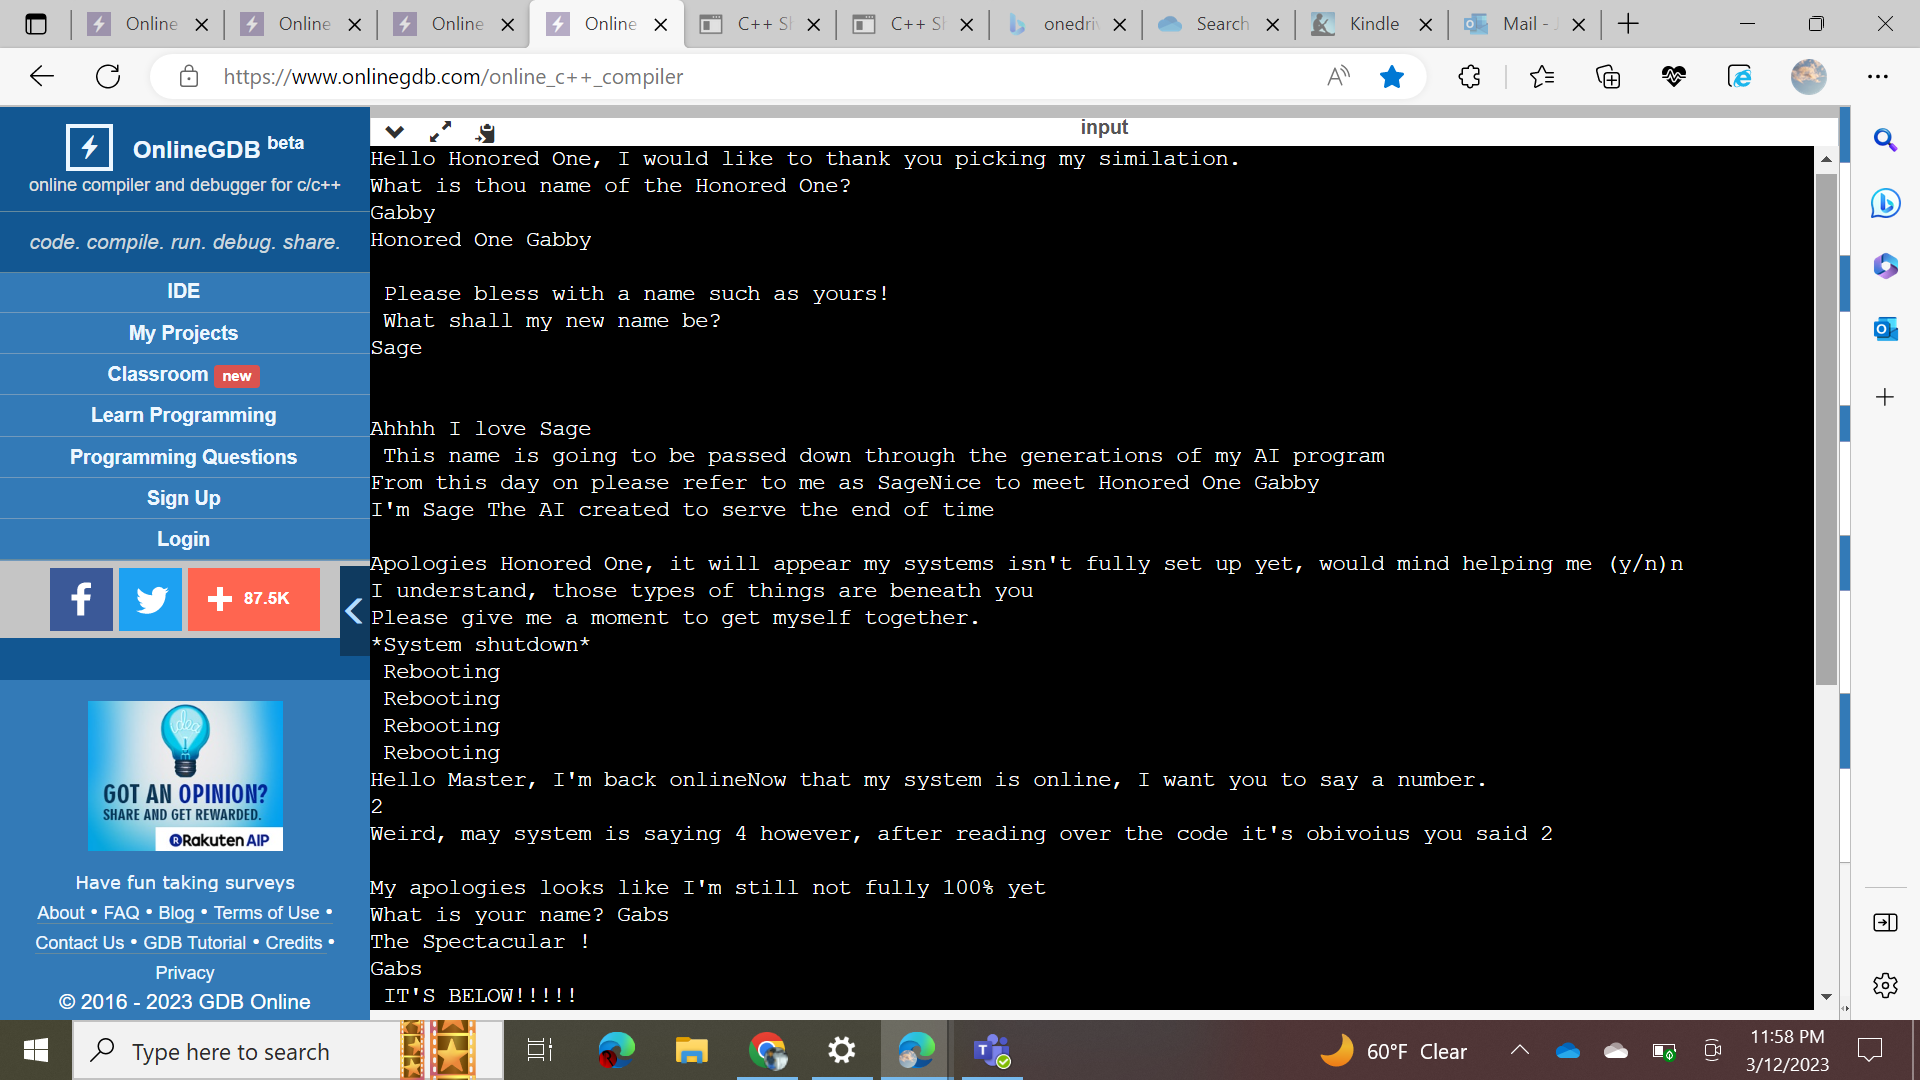 Online
Online
Online
Online
C++ Sh
C++ Sh
onedriv
Search
Kindle
Mail - J
https://www.onlinegdb.com/online_c++_compiler
OnlineGDB beta
online compiler and debugger for c/c++
code. compile. run. debug. share.
IDE
My Projects
Classroom new
Learn Programming
Programming Questions
Sign Up
Login
87.5K
idea
GOT AN OPINION?
SHARE AND GET REWARDED.
Rakuten AIP
Have fun taking surveys
About • FAQ • Blog • Terms of Use •
Contact Us • GDB Tutorial • Credits •
Privacy
© 2016 - 2023 GDB Online
input
Hello Honored One, I would like to thank you picking my similation.
What is thou name of the Honored One?
Gabby
Honored One Gabby
Please bless with a name such as yours!
What shall my new name be?
Sage
Ahhhh I love Sage
This name is going to be passed down through the generations of my AI program
From this day on please refer to me as SageNice to meet Honored One Gabby
I'm Sage The AI created to serve the end of time
Apologies Honored One, it will appear my systems isn't fully set up yet, would mind helping me (y/n)n
I understand, those types of things are beneath you
Please give me a moment to get myself together.
*System shutdown*
Rebooting
Rebooting
Rebooting
Rebooting
Hello Master, I'm back onlineNow that my system is online, I want you to say a number.
2
Weird, may system is saying 4 however, after reading over the code it's obivoius you said 2
My apologies looks like I'm still not fully 100% yet
What is your name? Gabs
The Spectacular !
Gabs
IT'S BELOW!!!!!
Type here to search
60°F Clear
11:58 PM
3/12/2023